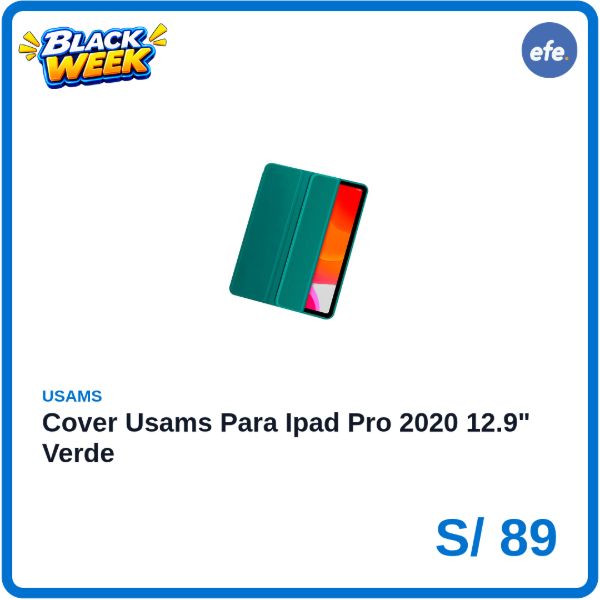 BLACK
WEEK
efe.
USAMS
Cover Usams Para Ipad Pro 2020 12.9"
Verde
S/ 89